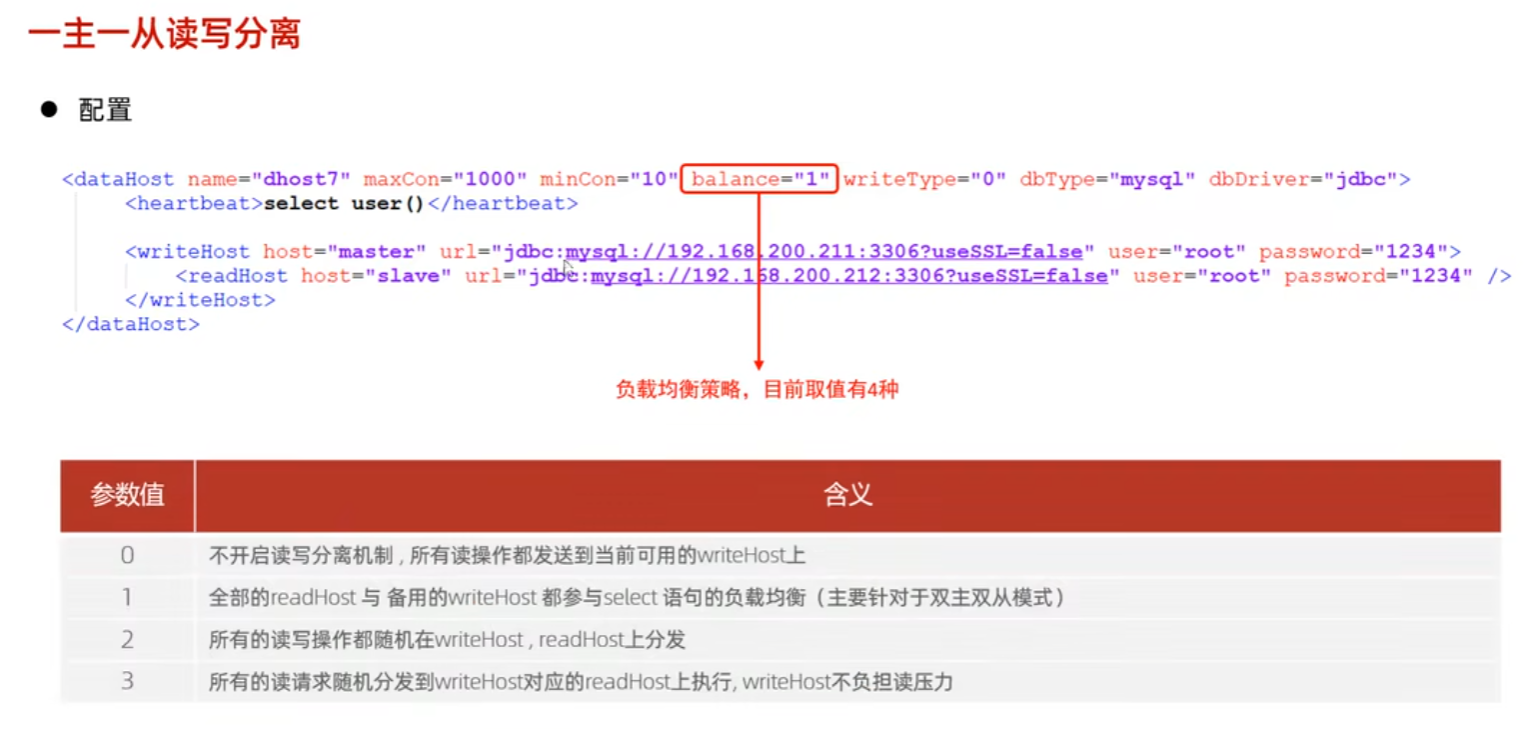 一主一从读写分离
● 配置
<dataHost name="dhost7" maxCon="1000" minCon="10" balance="1" writeType="0" dbType="mysql" dbDriver="jdbc">
<heartbeat>select user()</heartbeat>
<writeHost host="master" url="jdbc:mysql://192.168.200.211:3306?useSSL=false" user="root" password="1234">
<readHost host="slave" url="jdbc:mysql://192.168.200.212:3306?useSSL=false" user="root" password="1234" />
</writeHost>
</dataHost>
负载均衡策略，目前取值有4种
参数值 含义
0 不开启读写分离机制 , 所有读操作都发送到当前可用的writeHost上
1 全部的readHost 与 备用的writeHost 都参与select 语句的负载均衡（主要针对于双主双从模式）
2 所有的读写操作都随机在writeHost , readHost上分发
3 所有的读请求随机分发到writeHost对应的readHost上执行, writeHost不负担读压力